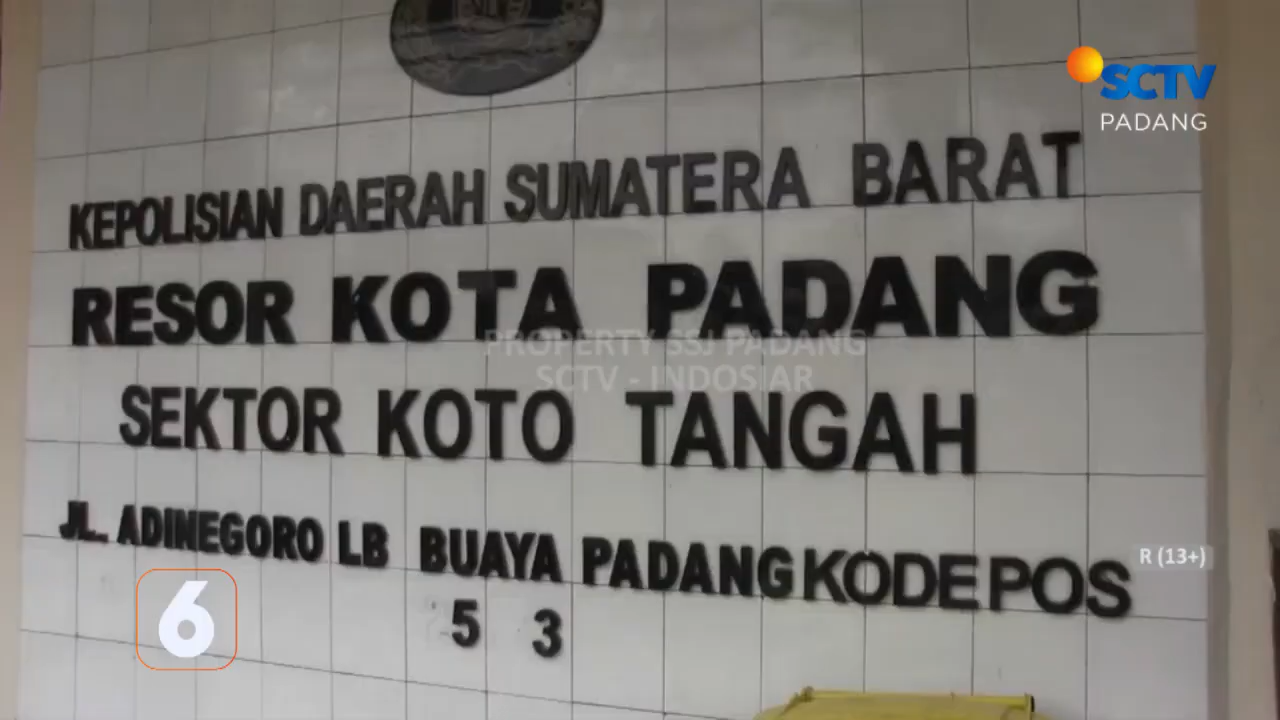 SCTV
PADANG
KEPOLISIAN DAERAH SUMATERA BARAT
RESOR KOTA PADANG
PROPERTY SSJ PADANG
SCTV - INDOSIAR
SEKTOR KOTO TANGAH
JL. ADINEGORO LB BUAYA PADANG KODE POS
R (13+)
5 3
6